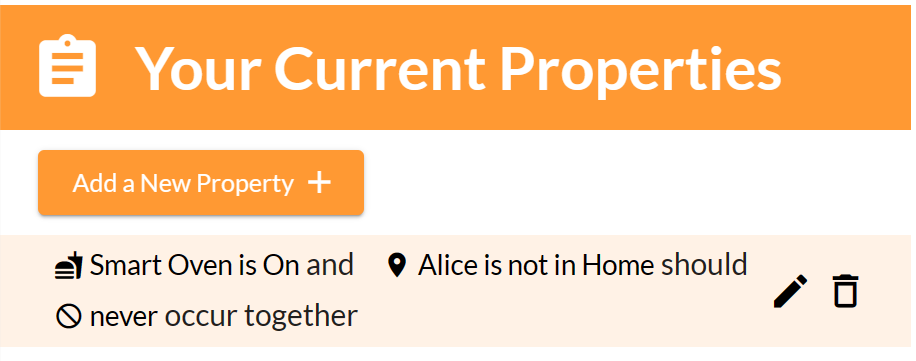 Your Current Properties
Add a New Property +
Smart Oven is On and Alice is not in Home should
never occur together